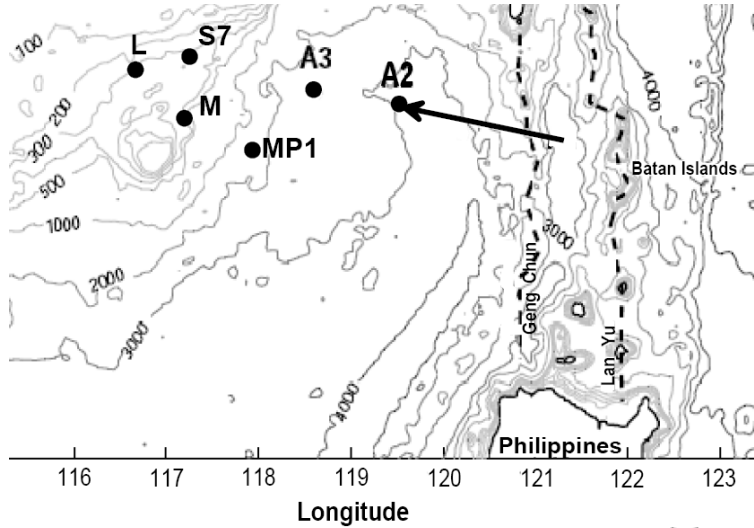 100
L
S7
A3
A2
4000
200
M
300
MP1
500
Batan Islands
1000
3000
Geng Chun
2000
3000
Lan Yu
4000
Philippines
116 117 118 119 120 121 122 123
Longitude